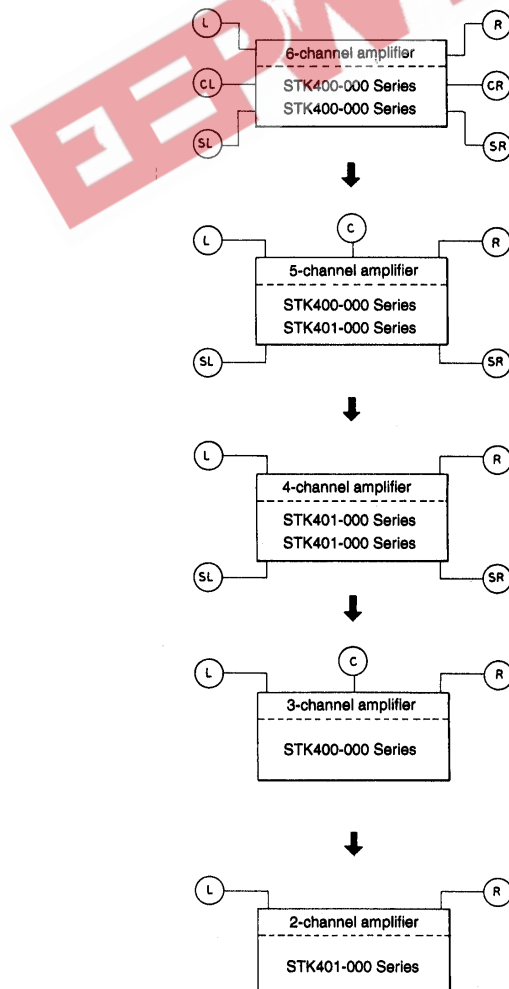 L
R
6-channel amplifier
CL
STK400-000 Series
CR
STK400-000 Series
SL
SR
C
L
R
5-channel amplifier
STK400-000 Series
STK401-000 Series
SL
SR
L
R
4-channel amplifier
STK401-000 Series
STK401-000 Series
SL
SR
C
L
R
3-channel amplifier
STK400-000 Series
L
R
2-channel amplifier
STK401-000 Series